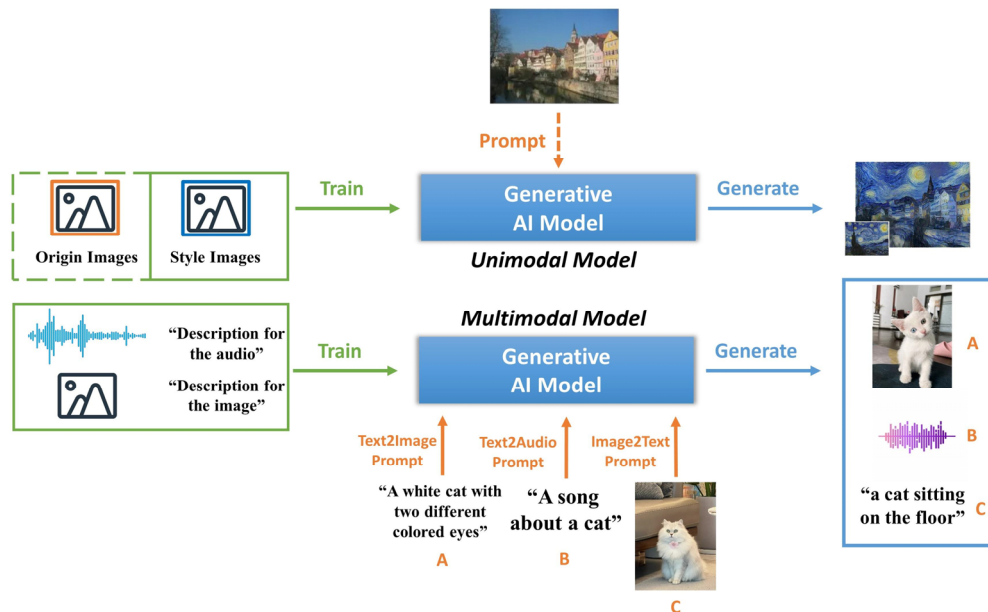 Prompt
Origin Images
Style Images
Train
Generative
AI Model
Generate
Unimodal Model
Multimodal Model
“Description for
the audio”
“Description for
the image”
Train
Generative
AI Model
Generate
Text2Image
Prompt
Text2Audio
Prompt
Image2Text
Prompt
“A white cat with
two different
colored eyes”
A
“A song
about a cat”
B
C
A
B
“a cat sitting
on the floor”
C